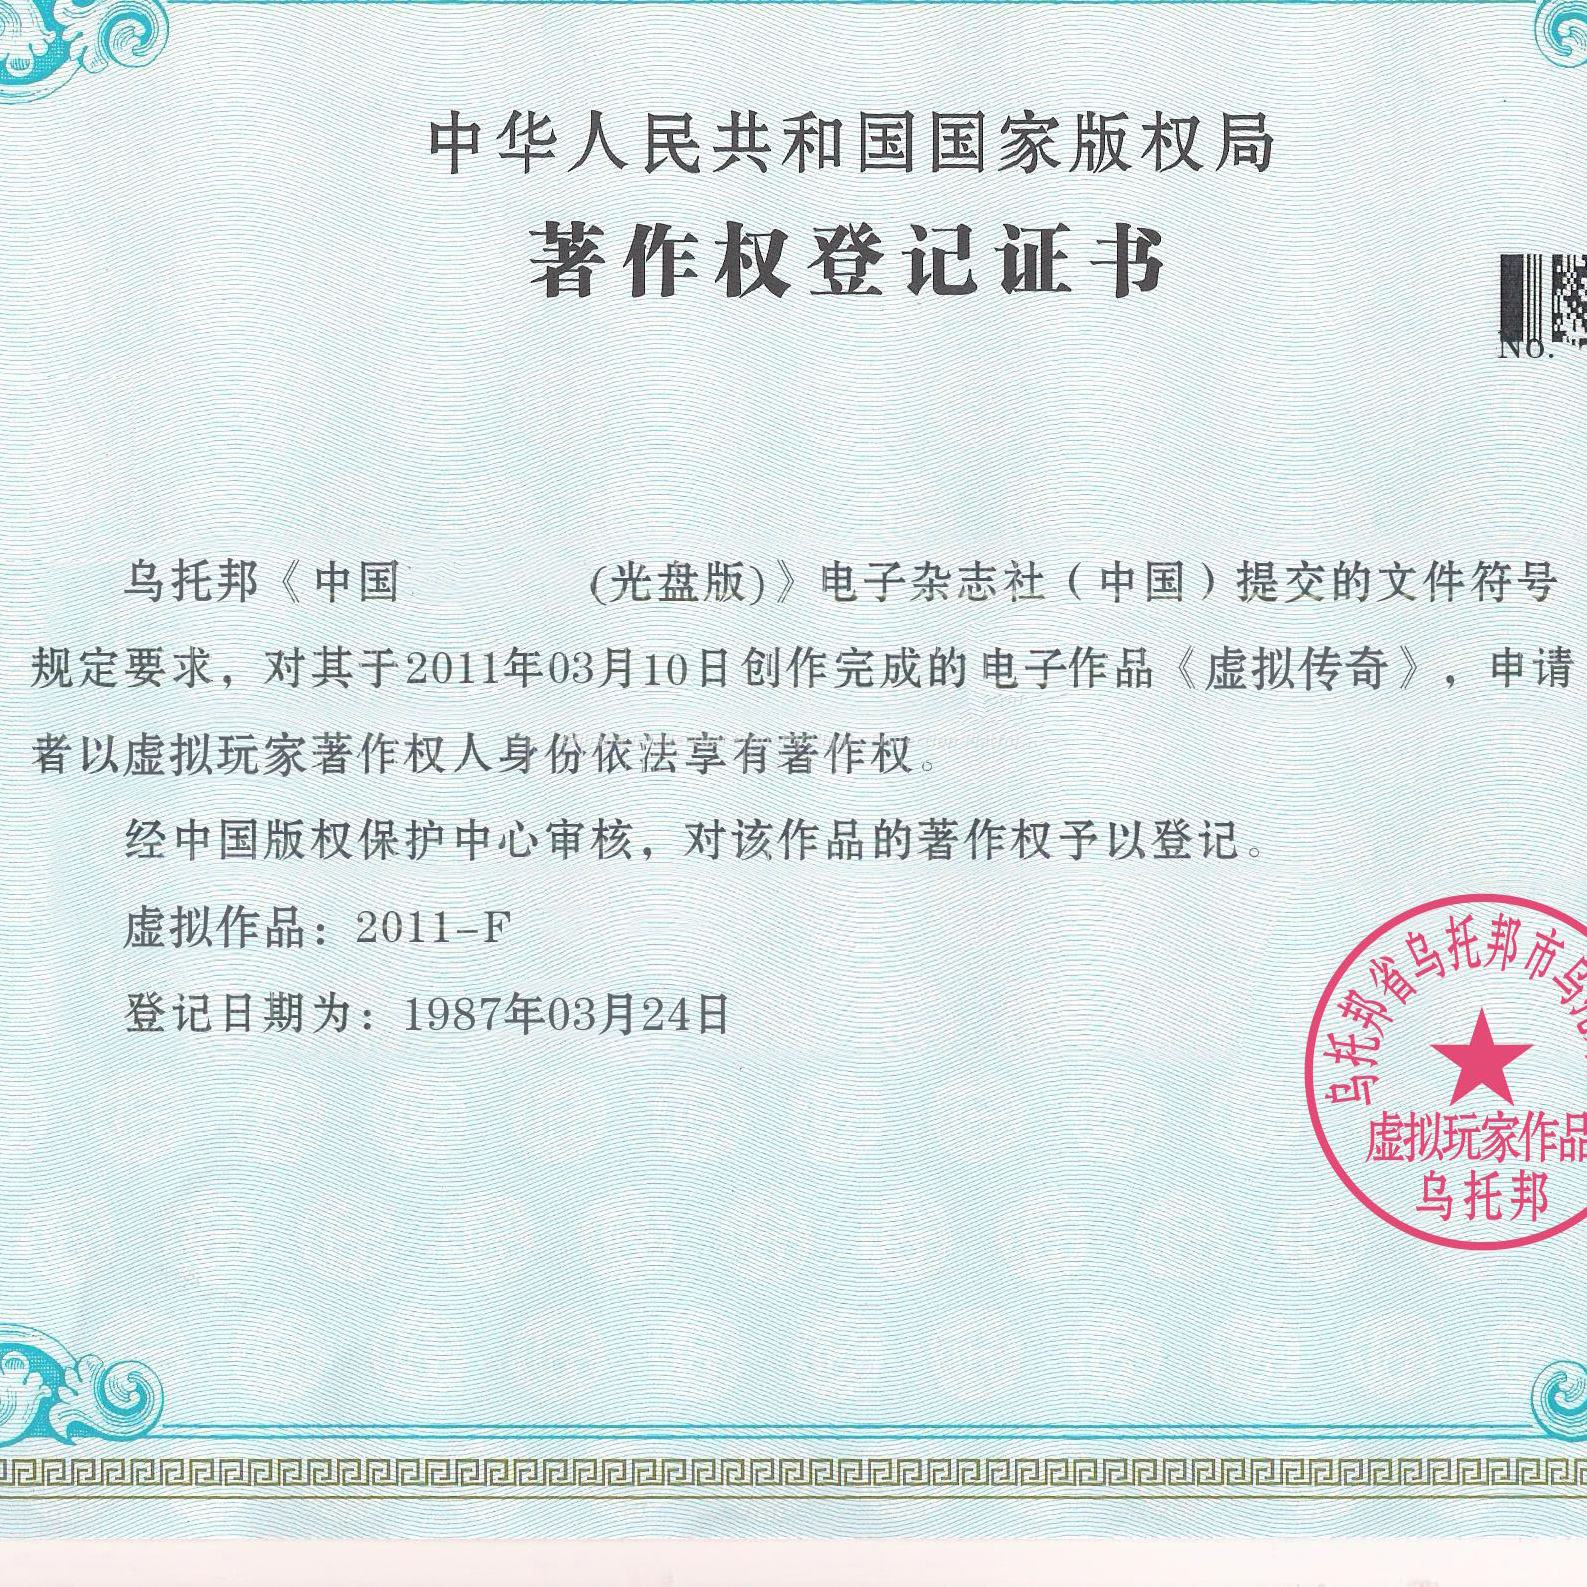 中华人民共和国国家版权局
著作权登记证书
No.
乌托邦《中国 (光盘版)》电子杂志社（中国）提交的文件符号
规定要求，对其于2011年03月10日创作完成的电子作品《虚拟传奇》，申请
者以虚拟玩家著作权人身份依法享有著作权。
经中国版权保护中心审核，对该作品的著作权予以登记。
虚拟作品：2011-F
登记日期为：1987年03月24日
乌托邦省乌托邦市乌托
虚拟玩家作品
乌托邦